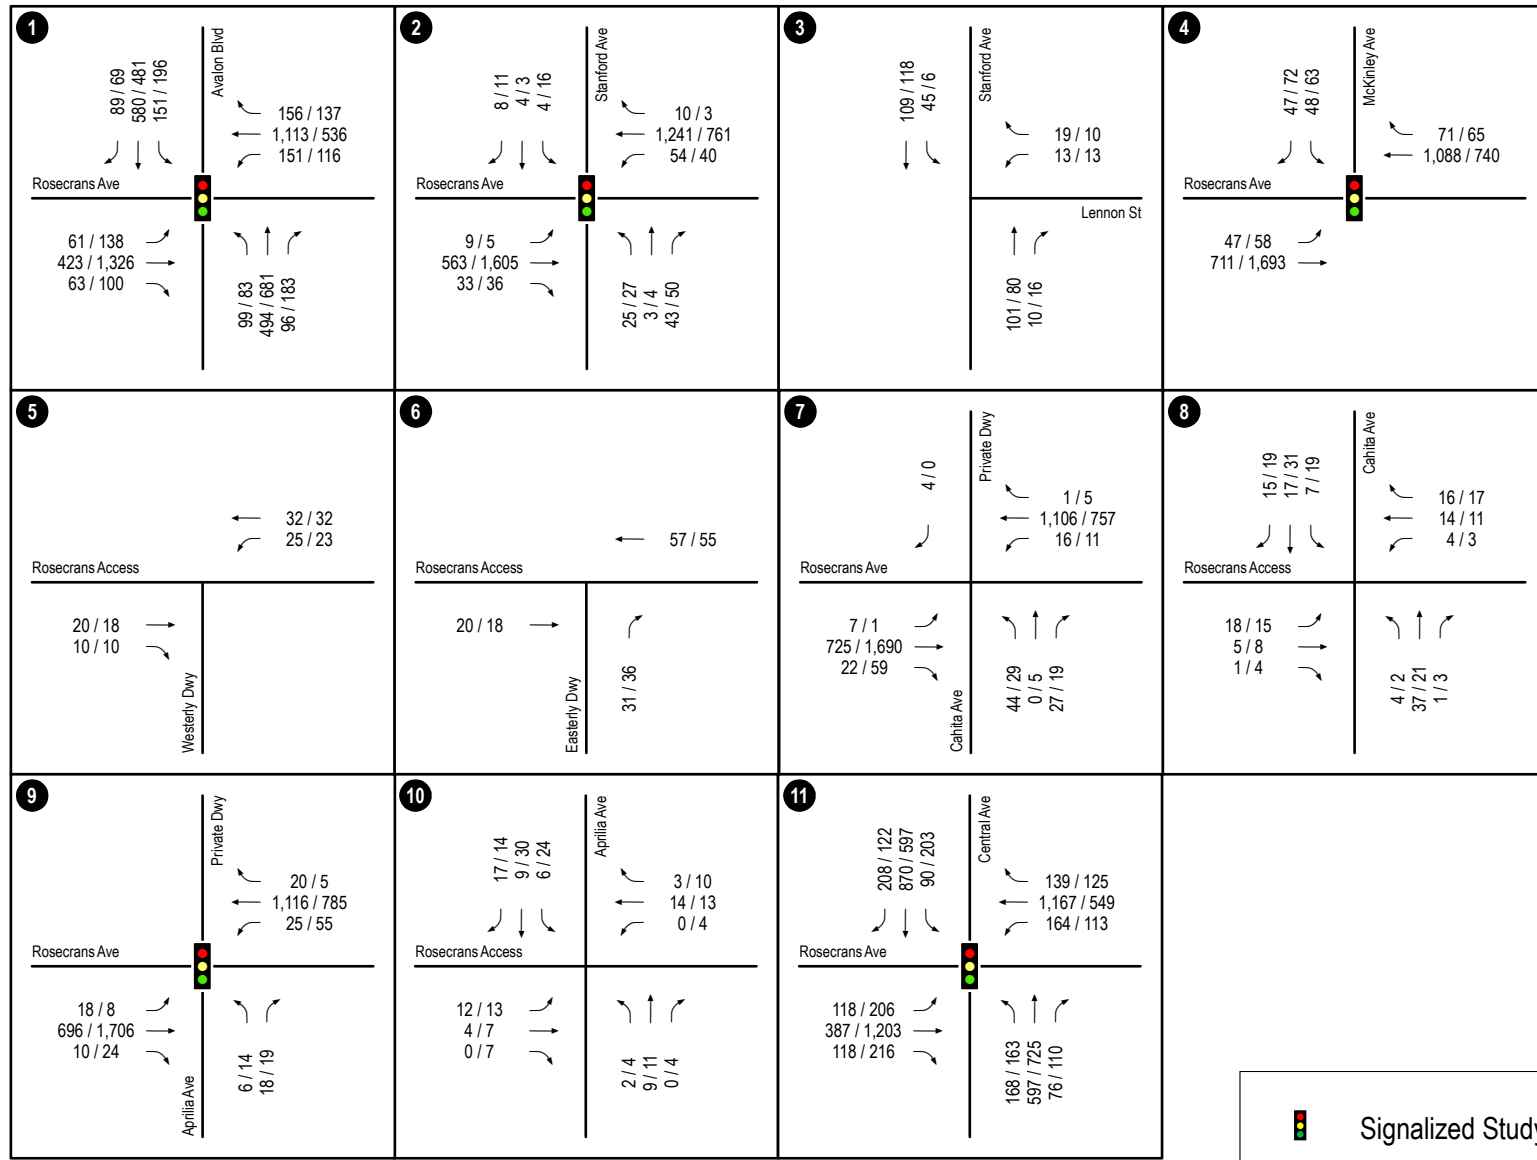 1
Avalon Blvd
89 / 69
580 / 481
151 / 196
156 / 137
1,113 / 536
151 / 116
Rosecrans Ave
61 / 138
423 / 1,326
63 / 100
99 / 83
494 / 681
96 / 183
2
Stanford Ave
8 / 11
4 / 3
4 / 16
10 / 3
1,241 / 761
54 / 40
Rosecrans Ave
9 / 5
563 / 1,605
33 / 36
25 / 27
3 / 4
43 / 50
3
Stanford Ave
109 / 118
45 / 6
19 / 10
13 / 13
Lennon St
101 / 80
10 / 16
4
McKinley Ave
47 / 72
48 / 63
71 / 65
1,088 / 740
Rosecrans Ave
47 / 58
711 / 1,693
5
32 / 32
25 / 23
Rosecrans Access
20 / 18
10 / 10
Westerly Dwy
6
57 / 55
Rosecrans Access
20 / 18
Easterly Dwy
31 / 36
7
Private Dwy
4 / 0
1 / 5
1,106 / 757
16 / 11
Rosecrans Ave
7 / 1
725 / 1,690
22 / 59
Cahita Ave
44 / 29
0 / 5
27 / 19
8
Cahita Ave
15 / 19
17 / 31
7 / 19
16 / 17
14 / 11
4 / 3
Rosecrans Access
18 / 15
5 / 8
1 / 4
4 / 2
37 / 21
1 / 3
9
Private Dwy
20 / 5
1,116 / 785
25 / 55
Rosecrans Ave
18 / 8
696 / 1,706
10 / 24
Aprilia Ave
6 / 14
18 / 19
10
Aprilia Ave
17 / 14
9 / 30
6 / 24
3 / 10
14 / 13
0 / 4
Rosecrans Access
12 / 13
4 / 7
0 / 7
2 / 4
9 / 11
0 / 4
11
Central Ave
208 / 122
870 / 597
90 / 203
139 / 125
1,167 / 549
164 / 113
Rosecrans Ave
118 / 206
387 / 1,203
118 / 216
168 / 163
597 / 725
76 / 110
Signalized Study